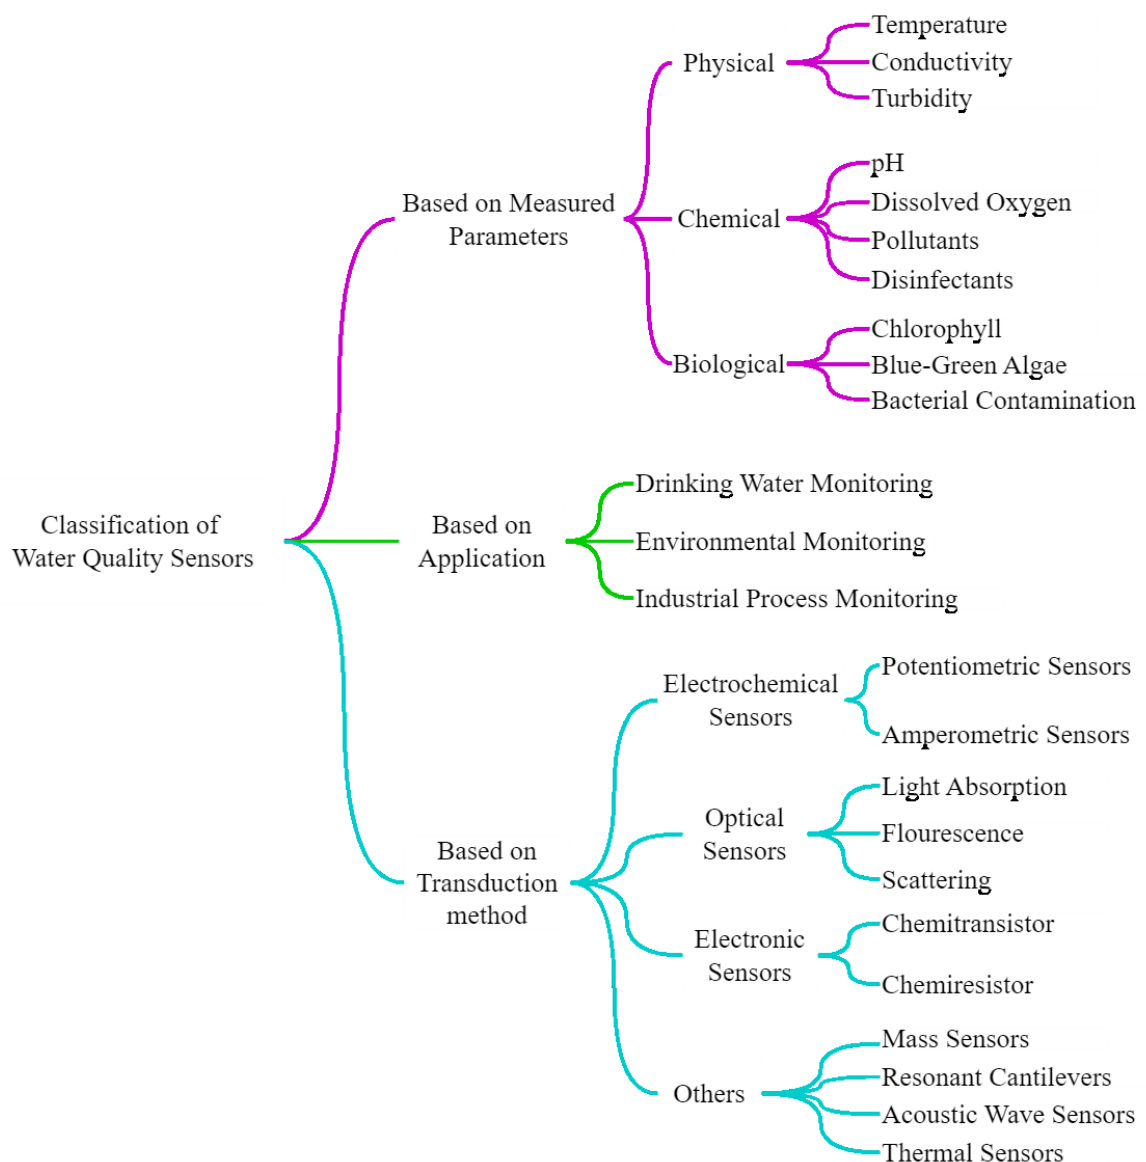 Classification of
Water Quality Sensors
Based on Measured
Parameters
Physical
Temperature
Conductivity
Turbidity
Chemical
pH
Dissolved Oxygen
Pollutants
Disinfectants
Biological
Chlorophyll
Blue-Green Algae
Bacterial Contamination
Based on
Application
Drinking Water Monitoring
Environmental Monitoring
Industrial Process Monitoring
Based on
Transduction
method
Electrochemical
Sensors
Potentiometric Sensors
Amperometric Sensors
Optical
Sensors
Light Absorption
Flourescence
Scattering
Electronic
Sensors
Chemitransistor
Chemiresistor
Others
Mass Sensors
Resonant Cantilevers
Acoustic Wave Sensors
Thermal Sensors